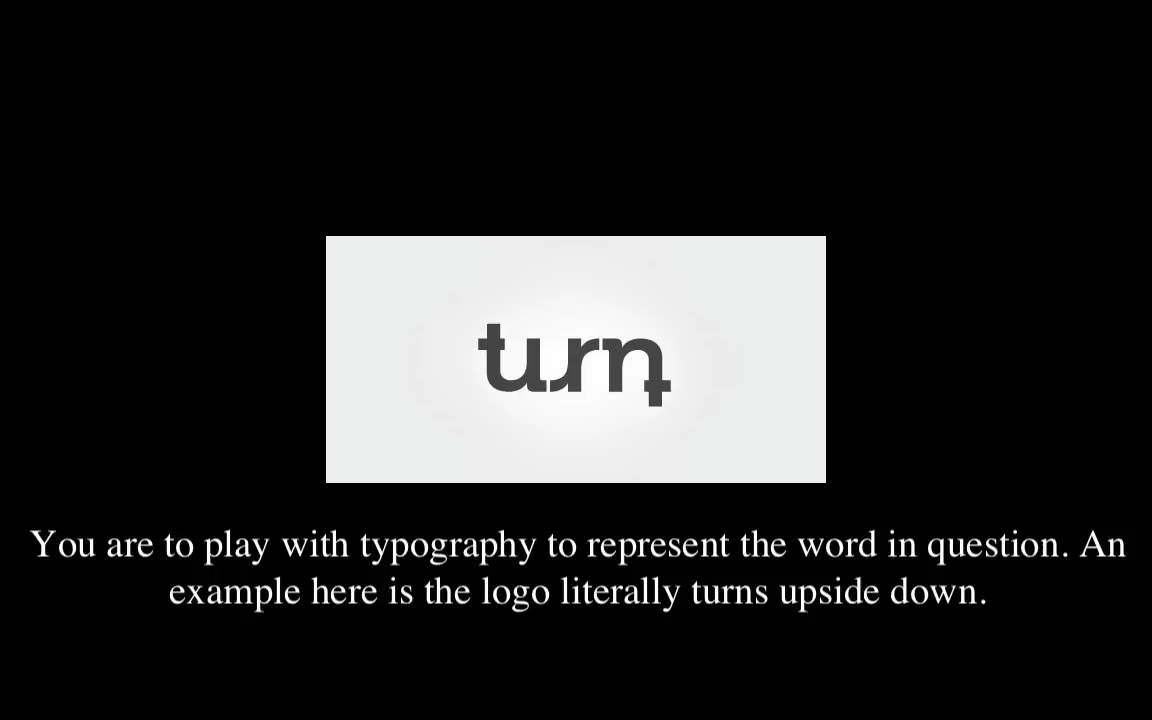 turn
You are to play with typography to represent the word in question. An
example here is the logo literally turns upside down.